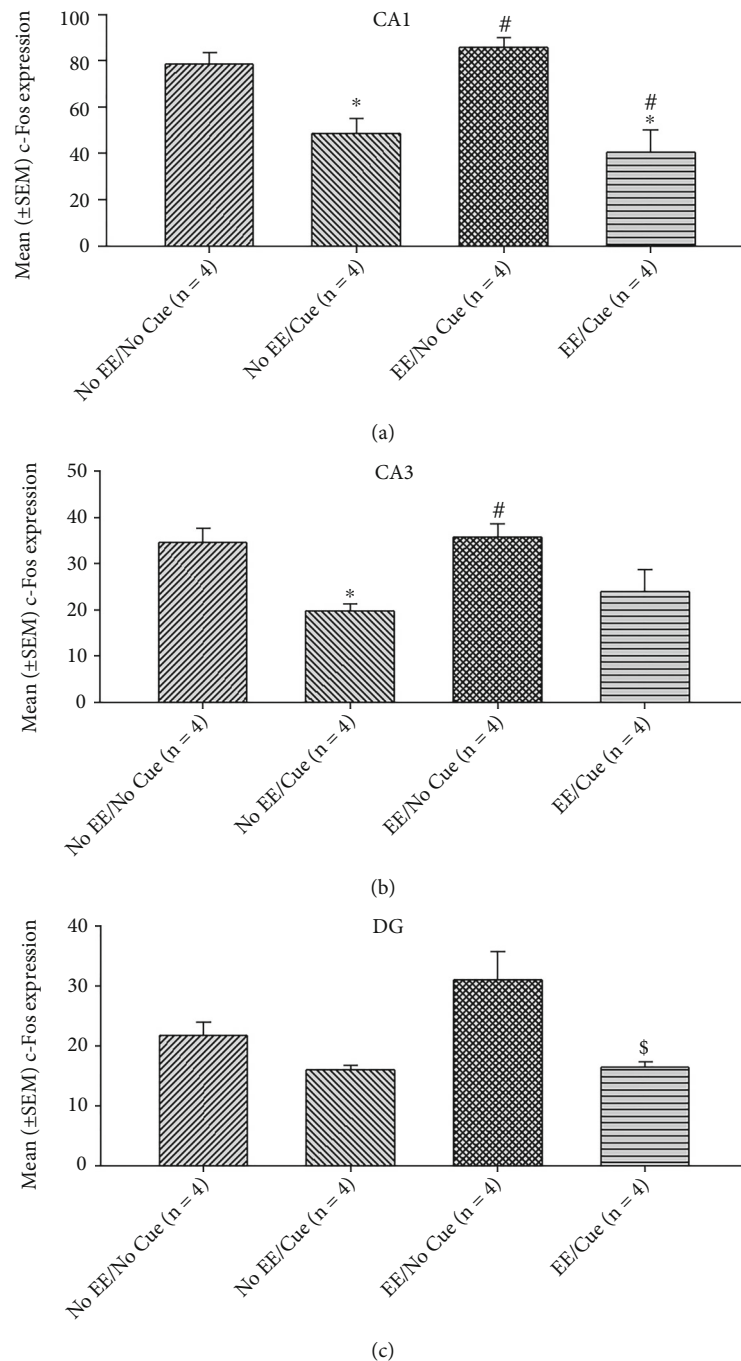 CA1
Mean (±SEM) c-Fos expression
100
80
60
40
20
0
*
#
#
*
No EE/No Cue (n = 4)
No EE/Cue (n = 4)
EE/No Cue (n = 4)
EE/Cue (n = 4)
(a)
CA3
Mean (±SEM) c-Fos expression
50
40
30
20
10
0
*
#
No EE/No Cue (n = 4)
No EE/Cue (n = 4)
EE/No Cue (n = 4)
EE/Cue (n = 4)
(b)
DG
Mean (±SEM) c-Fos expression
40
30
20
10
0
$
No EE/No Cue (n = 4)
No EE/Cue (n = 4)
EE/No Cue (n = 4)
EE/Cue (n = 4)
(c)